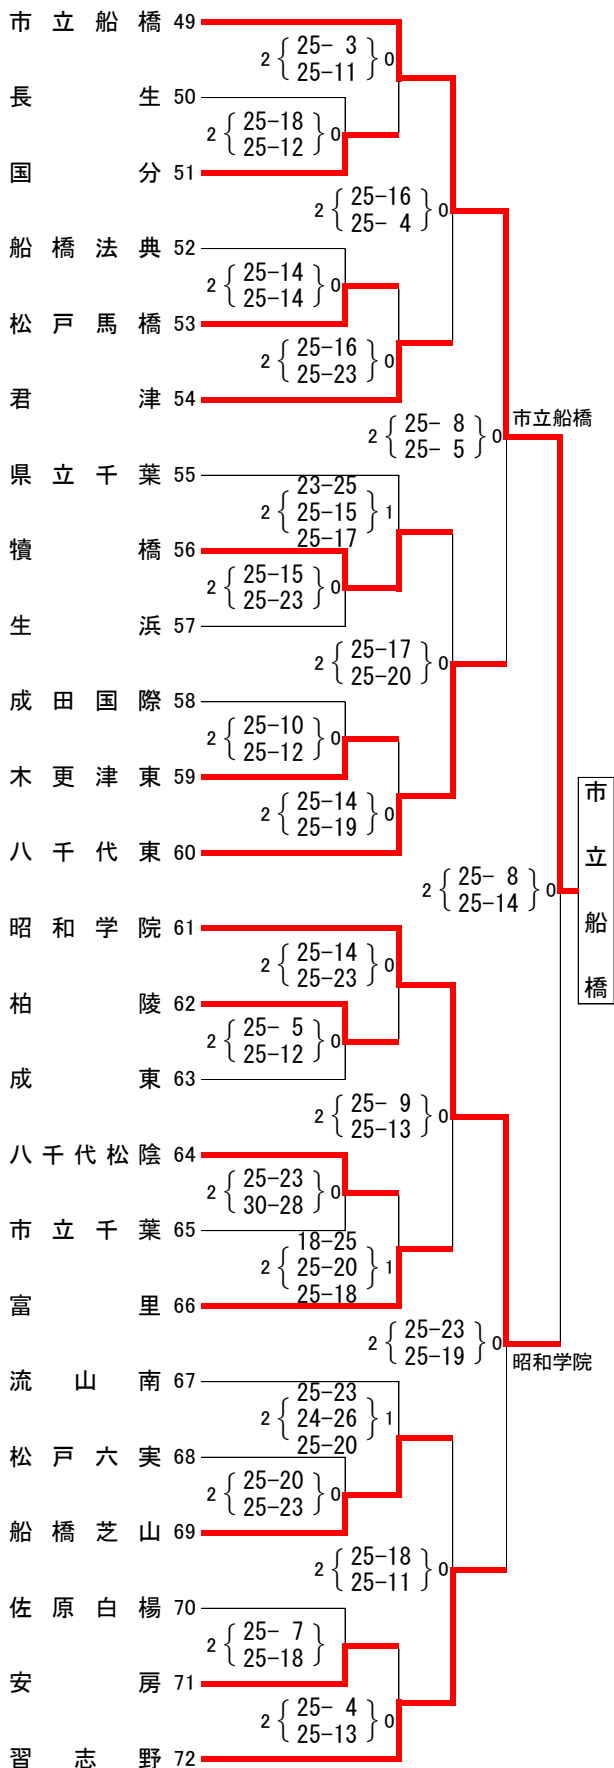 市立船橋 49
2 { 25- 3 } 0
25-11
長生 50
2 { 25-18 } 0
25-12
国分 51
2 { 25-16 } 0
25- 4
船橋法典 52
2 { 25-14 } 0
25-14
松戸馬橋 53
2 { 25-16 } 0
25-23
君津 54
2 { 25- 8 } 0
25- 5
市立船橋
県立千葉 55
23-25
2 { 25-15 } 1
25-17
犢橋 56
2 { 25-15 } 0
25-23
生浜 57
2 { 25-17 } 0
25-20
成田国際 58
2 { 25-10 } 0
25-12
木更津東 59
2 { 25-14 } 0
25-19
八千代東 60
2 { 25- 8 } 0
25-14
市立船橋
昭和学院 61
2 { 25-14 } 0
25-23
柏陵 62
2 { 25- 5 } 0
25-12
成東 63
2 { 25- 9 } 0
25-13
八千代松陰 64
2 { 25-23 } 0
30-28
市立千葉 65
18-25
2 { 25-20 } 1
25-18
富里 66
2 { 25-23 } 0
25-19
昭和学院
流山南 67
25-23
2 { 24-26 } 1
25-20
松戸六実 68
2 { 25-20 } 0
25-23
船橋芝山 69
2 { 25-18 } 0
25-11
佐原白楊 70
2 { 25- 7 }
25-18
安房 71
2 { 25- 4 } 0
25-13
習志野 72